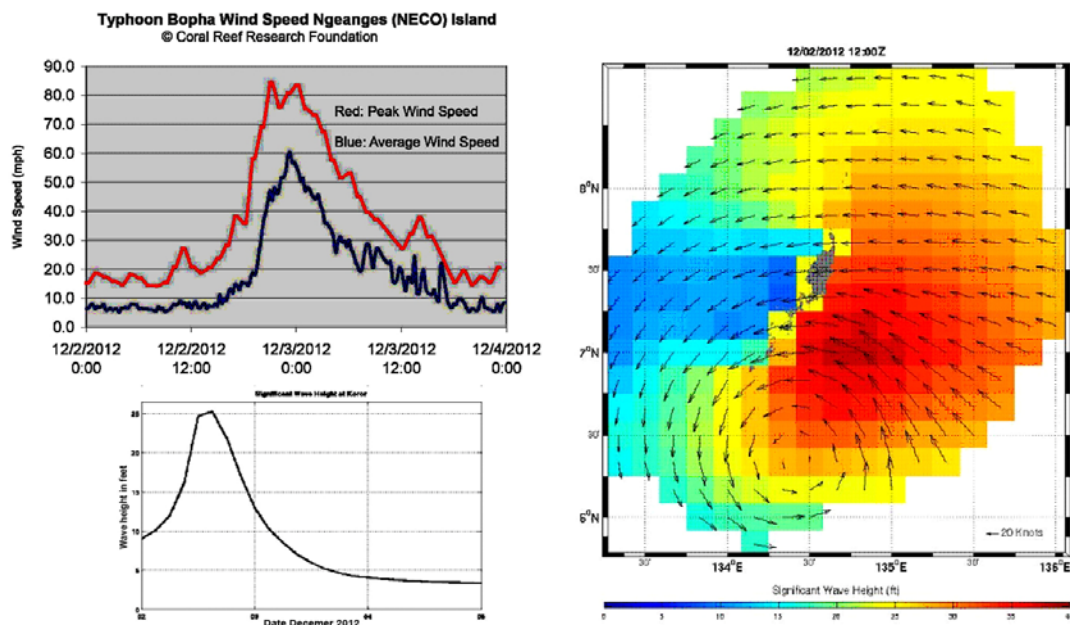 Typhoon Bopha Wind Speed Ngeanges (NECO) Island
© Coral Reef Research Foundation
90.0
80.0
70.0
60.0
50.0
40.0
30.0
20.0
10.0
0.0
Wind Speed (mph)
Red: Peak Wind Speed
Blue: Average Wind Speed
12/2/2012 12/2/2012 12/3/2012 12/3/2012 12/4/2012
0:00 12:00 0:00 12:00 0:00
Significant Wave Height at Koror
25
20
15
10
5
0
Wave height in feet
02 03 04 05
Date Decemer 2012
12/02/2012 12:00Z
8°N
30'
7°N
30'
6°N
20 Knots
30' 134°E 30' 135°E 30' 136°E
Significant Wave Height (ft)
0 5 10 15 20 25 30 35